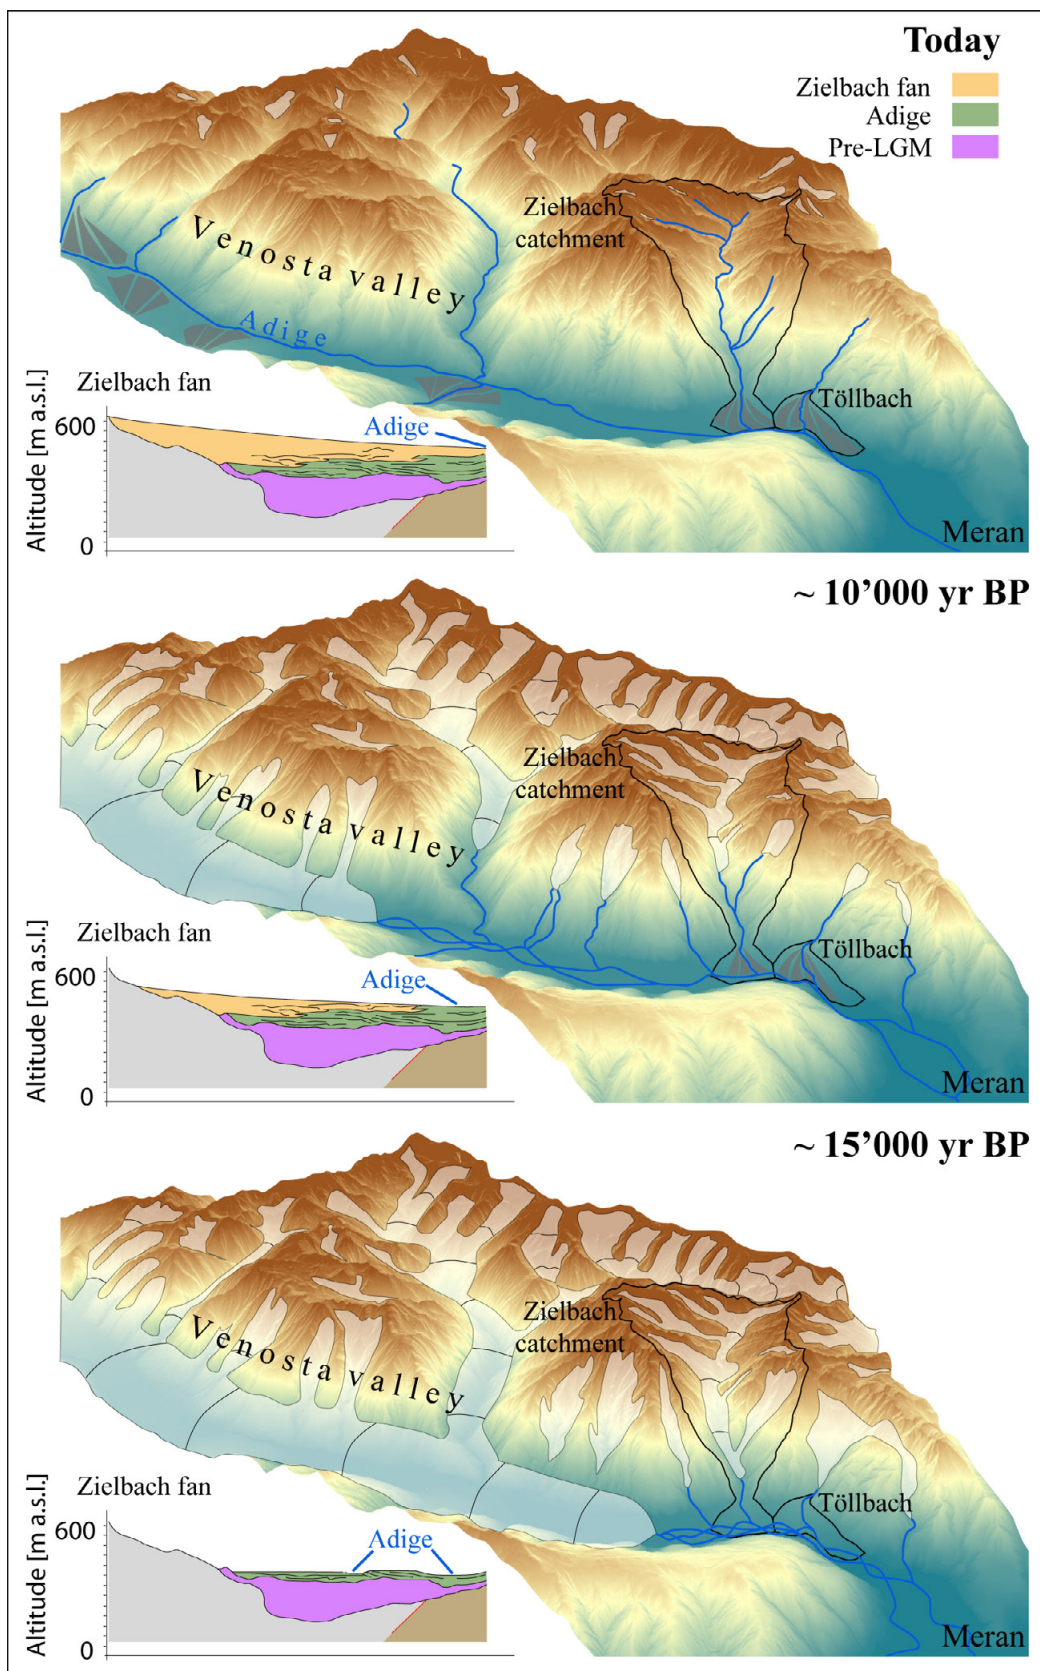 Today
Zielbach fan
Adige
Pre-LGM
Zielbach
catchment
Venosta valley
Adige
Zielbach fan
Töllbach
Adige
Altitude [m a.s.l.]
600
0
Meran
~ 10’000 yr BP
Zielbach
catchment
Venosta valley
Zielbach fan
Töllbach
Adige
Altitude [m a.s.l.]
600
0
Meran
~ 15’000 yr BP
Zielbach
catchment
Venosta valley
Zielbach fan
Töllbach
Adige
Altitude [m a.s.l.]
600
0
Meran